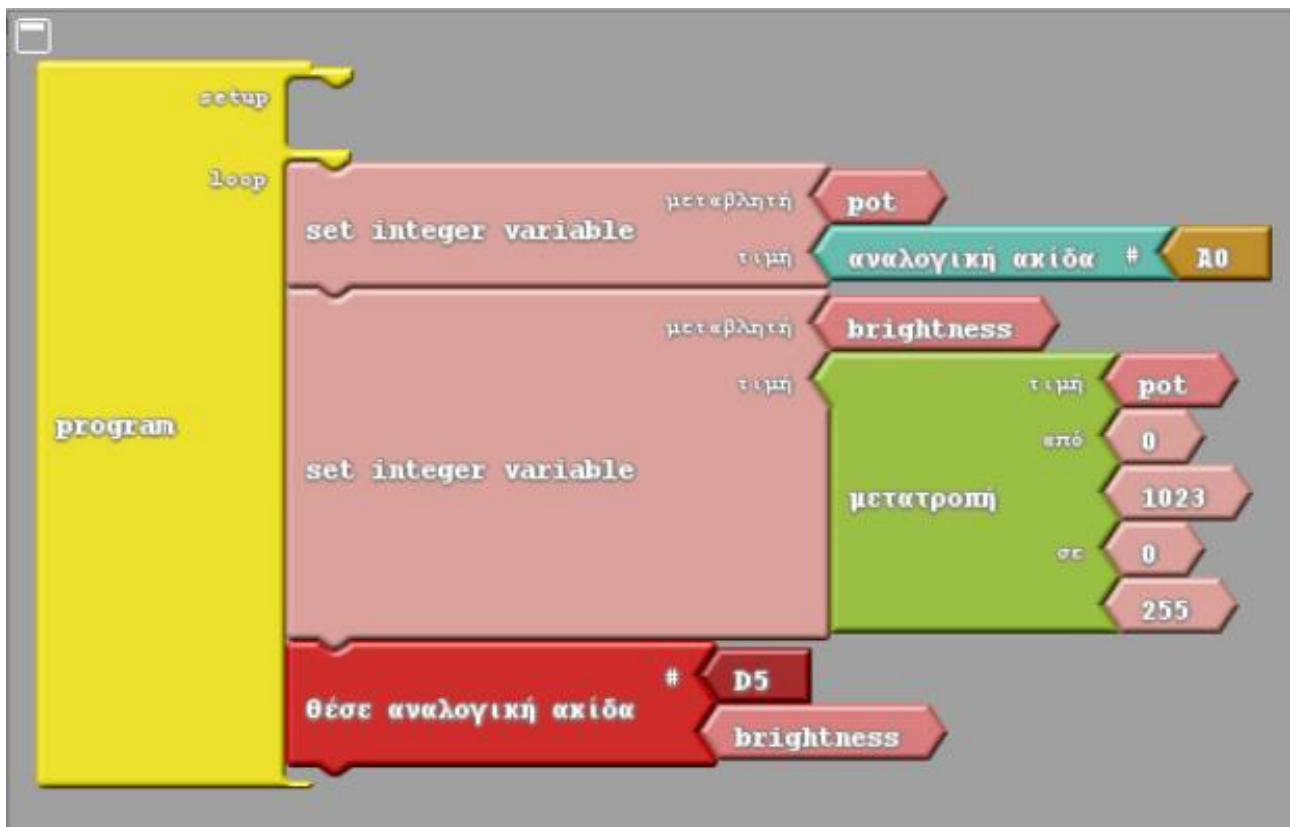 setup
loop
program
set integer variable
μεταβλητή pot
τιμή αναλογική ακίδα # A0
set integer variable
μεταβλητή brightness
τιμή
μετατροπή
τιμή pot
από 0
1023
σε 0
255
θέσε αναλογική ακίδα
# D5
brightness